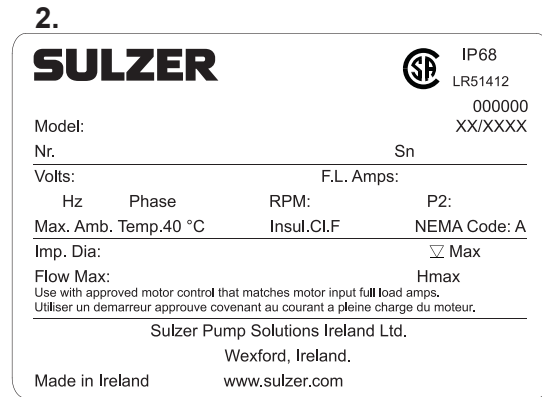 2.
SULZER
SA IP68
LR51412
000000
Model: XX/XXXX
Nr. Sn
Volts: F.L. Amps:
Hz Phase RPM: P2:
Max. Amb. Temp.40 °C Insul.Cl.F NEMA Code: A
Imp. Dia: Max
Flow Max: Hmax
Use with approved motor control that matches motor input full load amps.
Utiliser un demarreur approuve covenant au courant a pleine charge du moteur.
Sulzer Pump Solutions Ireland Ltd.
Wexford, Ireland.
Made in Ireland www.sulzer.com